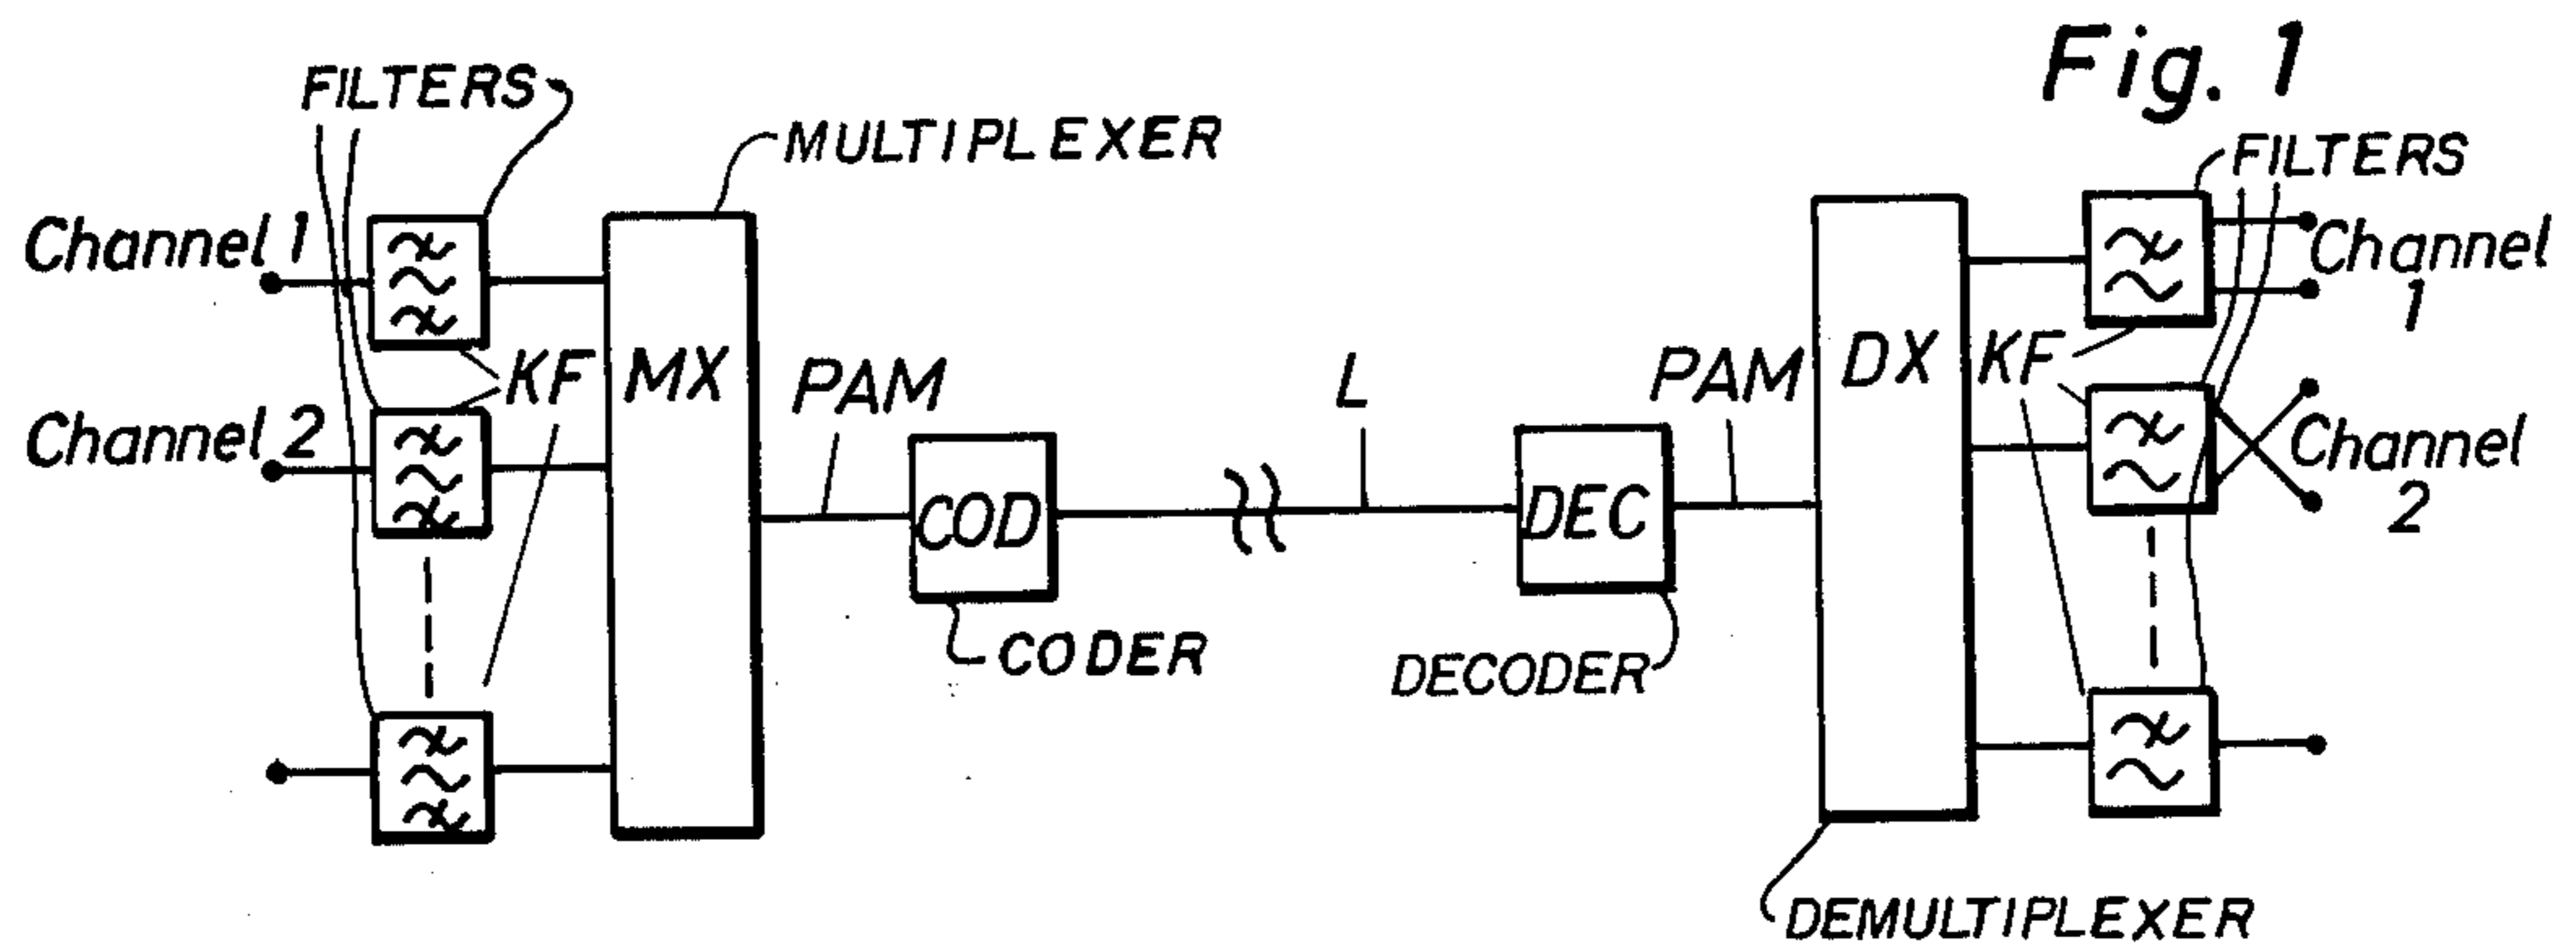 Fig. 1
FILTERS
MULTIPLEXER
FILTERS
Channel 1
Channel
1
KF
MX
PAM
L
PAM
DX
KF
Channel 2
Channel
2
COD
DEC
CODER
DECODER
DEMULTIPLEXER